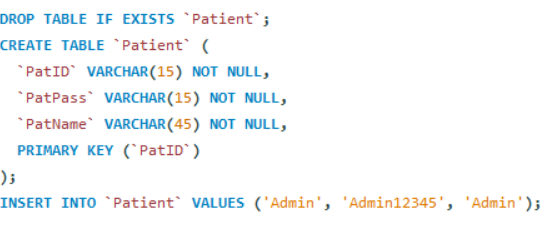 DROP TABLE IF EXISTS `Patient`;
CREATE TABLE `Patient` (
  `PatID` VARCHAR(15) NOT NULL,
  `PatPass` VARCHAR(15) NOT NULL,
  `PatName` VARCHAR(45) NOT NULL,
  PRIMARY KEY (`PatID`)
);
INSERT INTO `Patient` VALUES ('Admin', 'Admin12345', 'Admin');